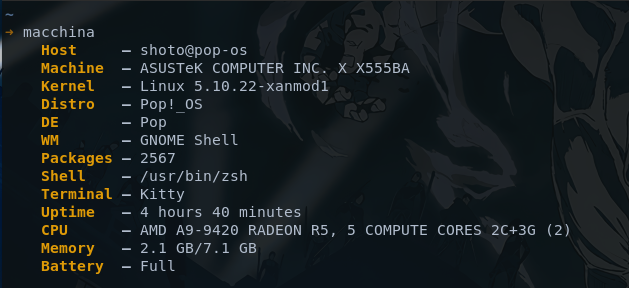 ~
➜ macchina
Host – shoto@pop-os
Machine – ASUSTeK COMPUTER INC. X X555BA
Kernel – Linux 5.10.22-xanmod1
Distro – Pop!_OS
DE – Pop
WM – GNOME Shell
Packages – 2567
Shell – /usr/bin/zsh
Terminal – Kitty
Uptime – 4 hours 40 minutes
CPU – AMD A9-9420 RADEON R5, 5 COMPUTE CORES 2C+3G (2)
Memory – 2.1 GB/7.1 GB
Battery – Full